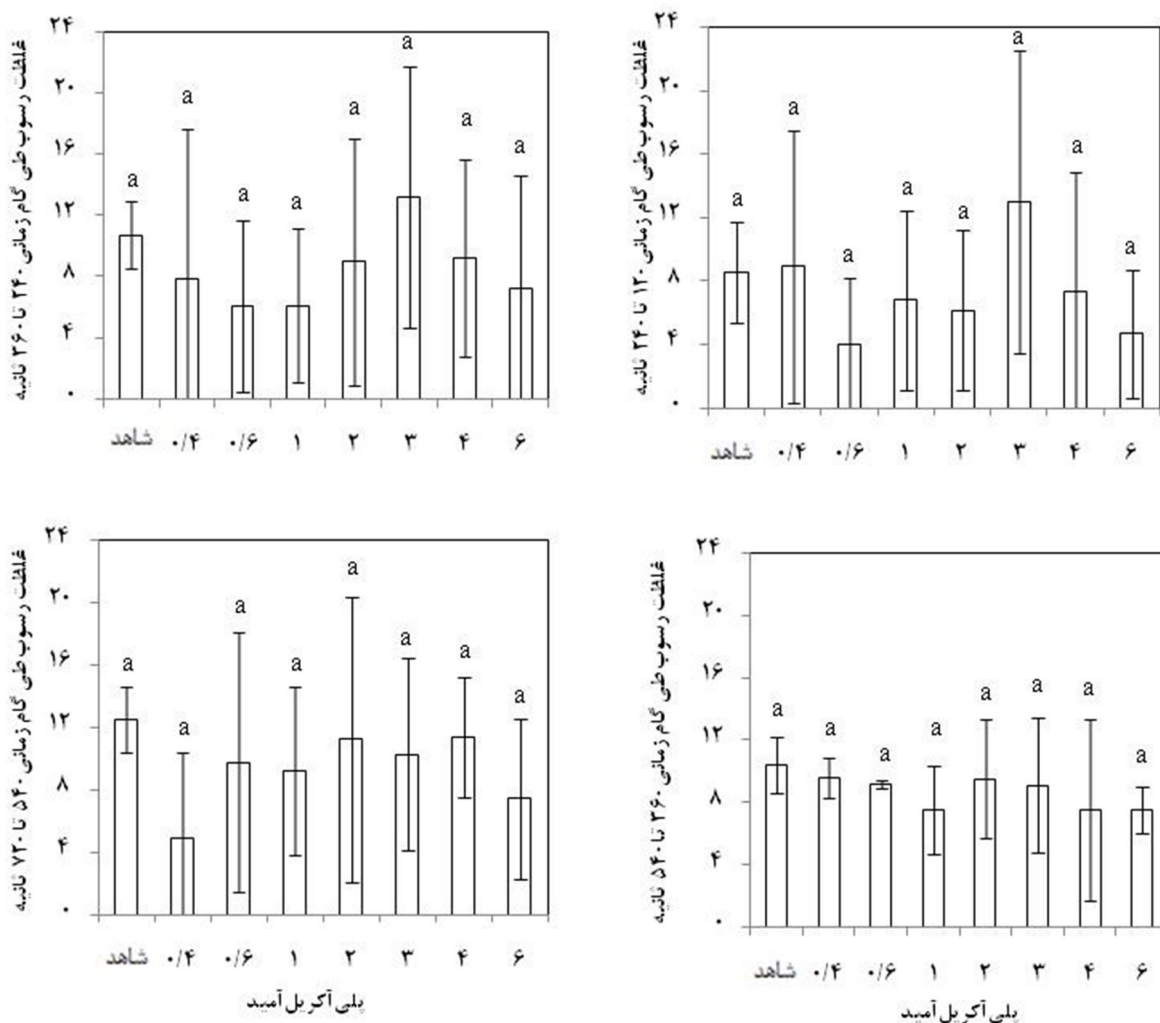 غلظت رسوب طی گام زمانی ۱۲۰ تا ۲۴۰ ثانیه
۲۴
۲۰
۱۶
۱۲
۸
۴
۰
a a a a a a a a
شاهد ۰/۴ ۰/۶ ۱ ۲ ۳ ۴ ۶
غلظت رسوب طی گام زمانی ۲۴۰ تا ۳۶۰ ثانیه
۲۴
۲۰
۱۶
۱۲
۸
۴
۰
a a a a a a a a
شاهد ۰/۴ ۰/۶ ۱ ۲ ۳ ۴ ۶
غلظت رسوب طی گام زمانی ۳۶۰ تا ۵۴۰ ثانیه
۲۴
۲۰
۱۶
۱۲
۸
۴
۰
a a a a a a a a
شاهد ۰/۴ ۰/۶ ۱ ۲ ۳ ۴ ۶
پلی آکریل آمید
غلظت رسوب طی گام زمانی ۵۴۰ تا ۷۲۰ ثانیه
۲۴
۲۰
۱۶
۱۲
۸
۴
۰
a a a a a a a a
شاهد ۰/۴ ۰/۶ ۱ ۲ ۳ ۴ ۶
پلی آکریل آمید